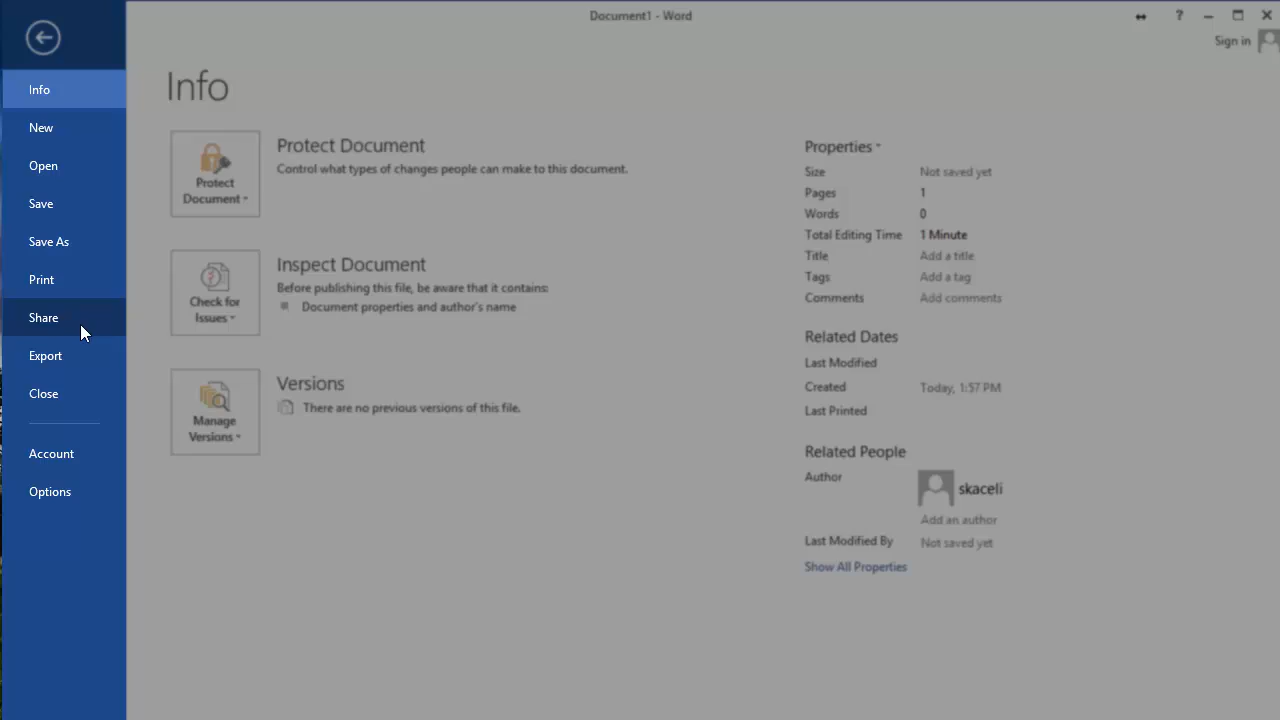 Document1 - Word
?
Sign in
Info
New
Open
Save
Save As
Print
Share
Export
Close
Account
Options
Info
Protect
Document
Protect Document
Control what types of changes people can make to this document.
Check for
Issues
Inspect Document
Before publishing this file, be aware that it contains:
Document properties and author's name
Manage
Versions
Versions
There are no previous versions of this file.
Properties
Size Not saved yet
Pages 1
Words 0
Total Editing Time 1 Minute
Title Add a title
Tags Add a tag
Comments Add comments
Related Dates
Last Modified
Created Today, 1:57 PM
Last Printed
Related People
Author skaceli
Add an author
Last Modified By Not saved yet
Show All Properties